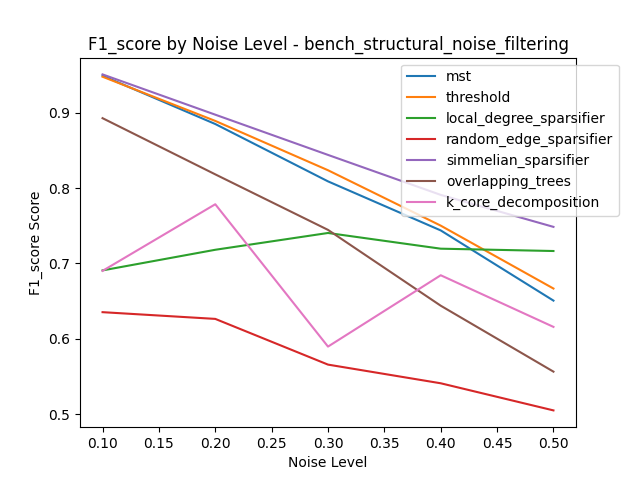 F1_score by Noise Level - bench_structural_noise_filtering
mst
threshold
local_degree_sparsifier
random_edge_sparsifier
simmelian_sparsifier
overlapping_trees
k_core_decomposition
F1_score Score
0.9
0.8
0.7
0.6
0.5
0.10 0.15 0.20 0.25 0.30 0.35 0.40 0.45 0.50
Noise Level